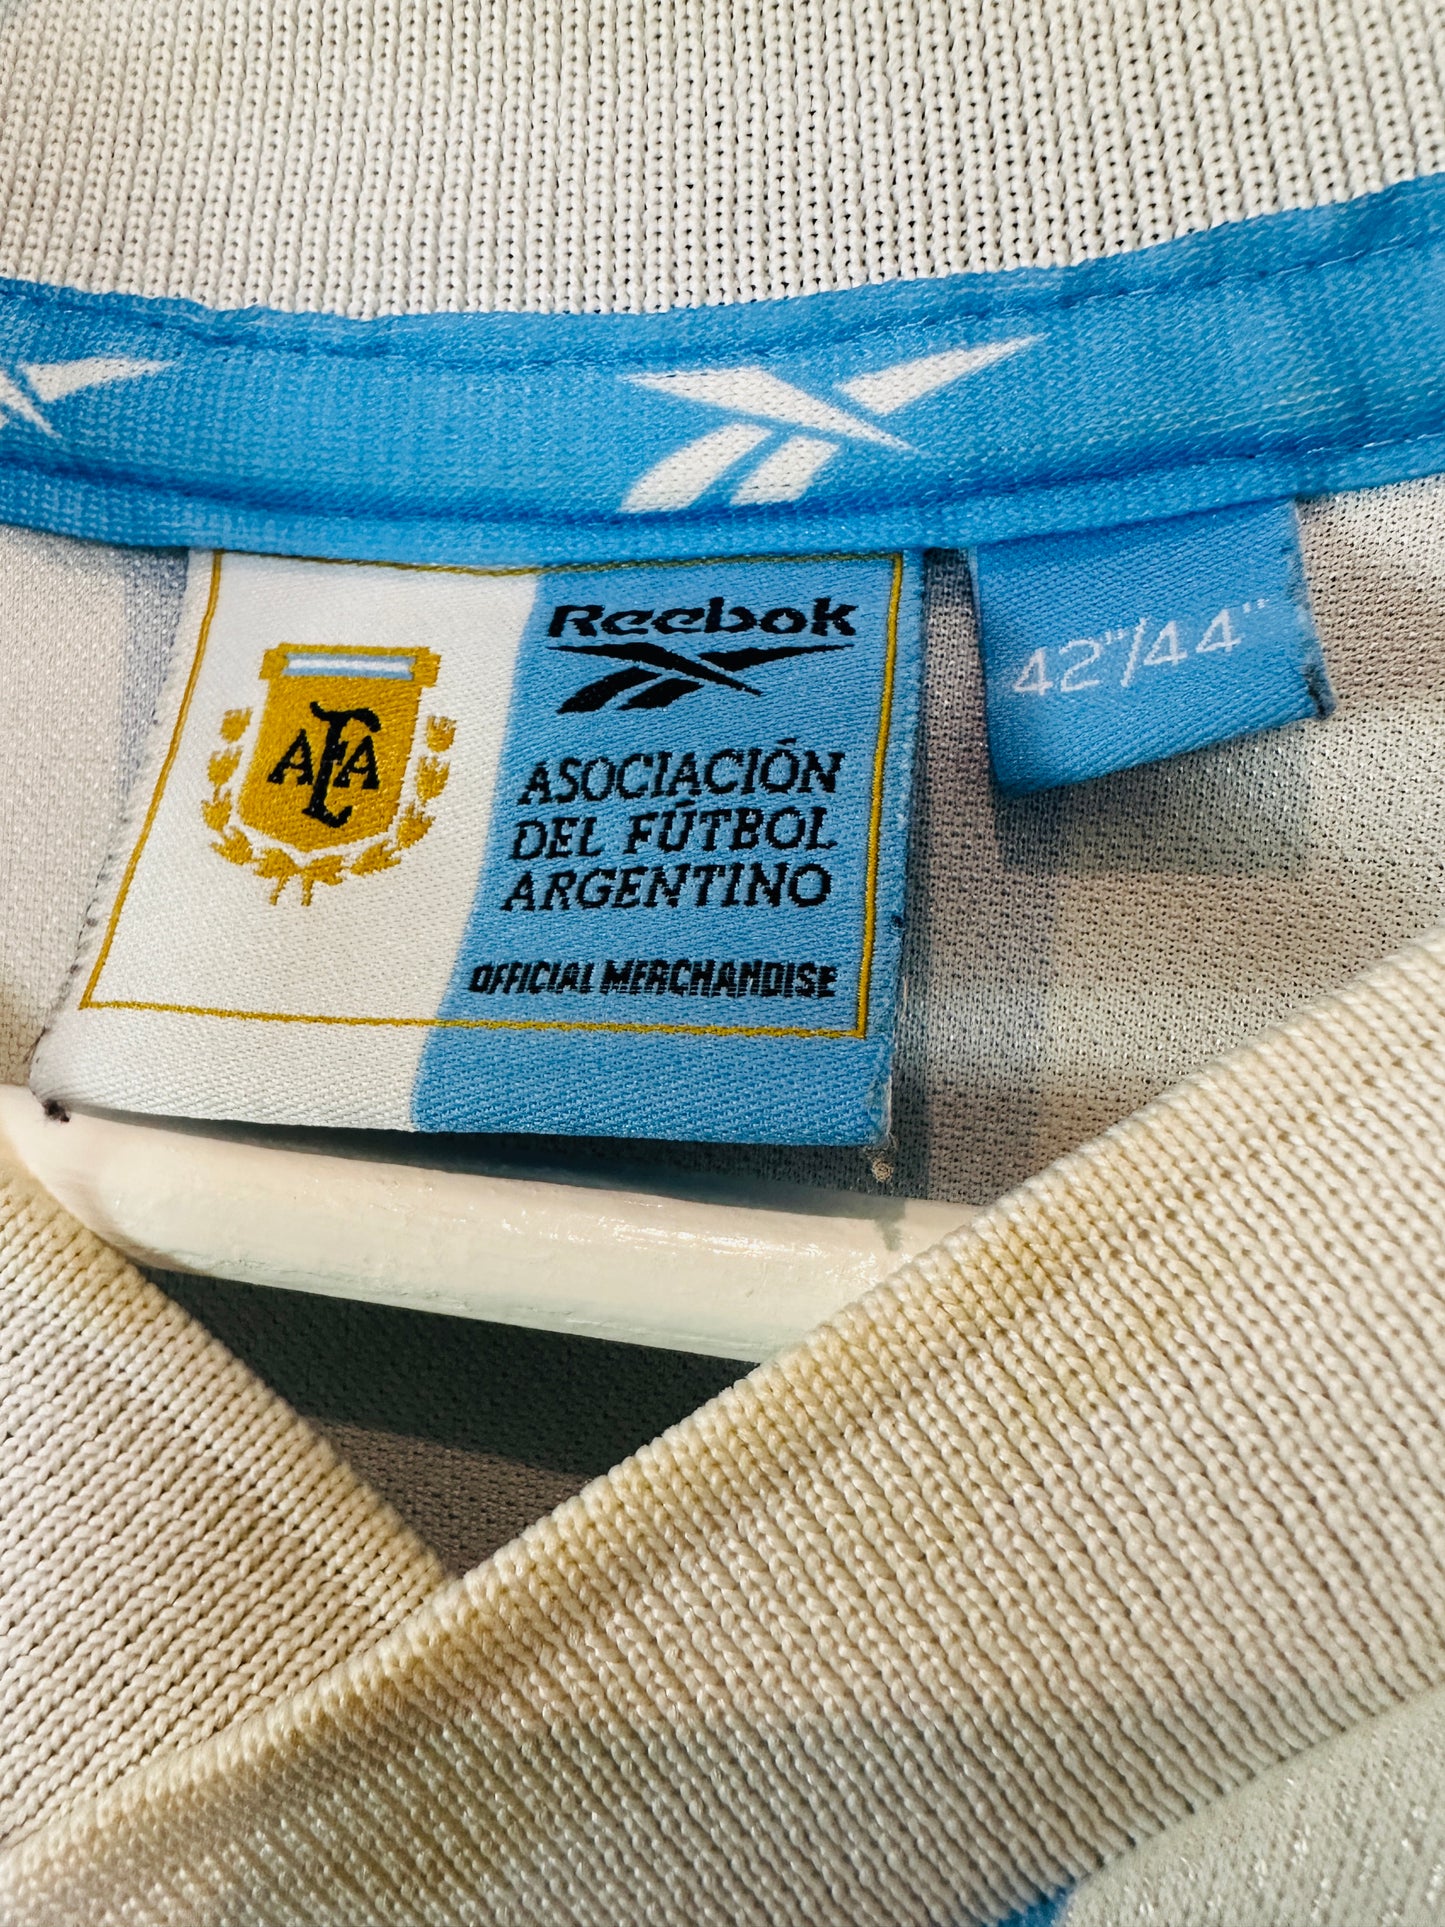 AFA
Reebok
ASOCIACIÓN
DEL FÚTBOL
ARGENTINO
OFFICIAL MERCHANDISE
42"/44"